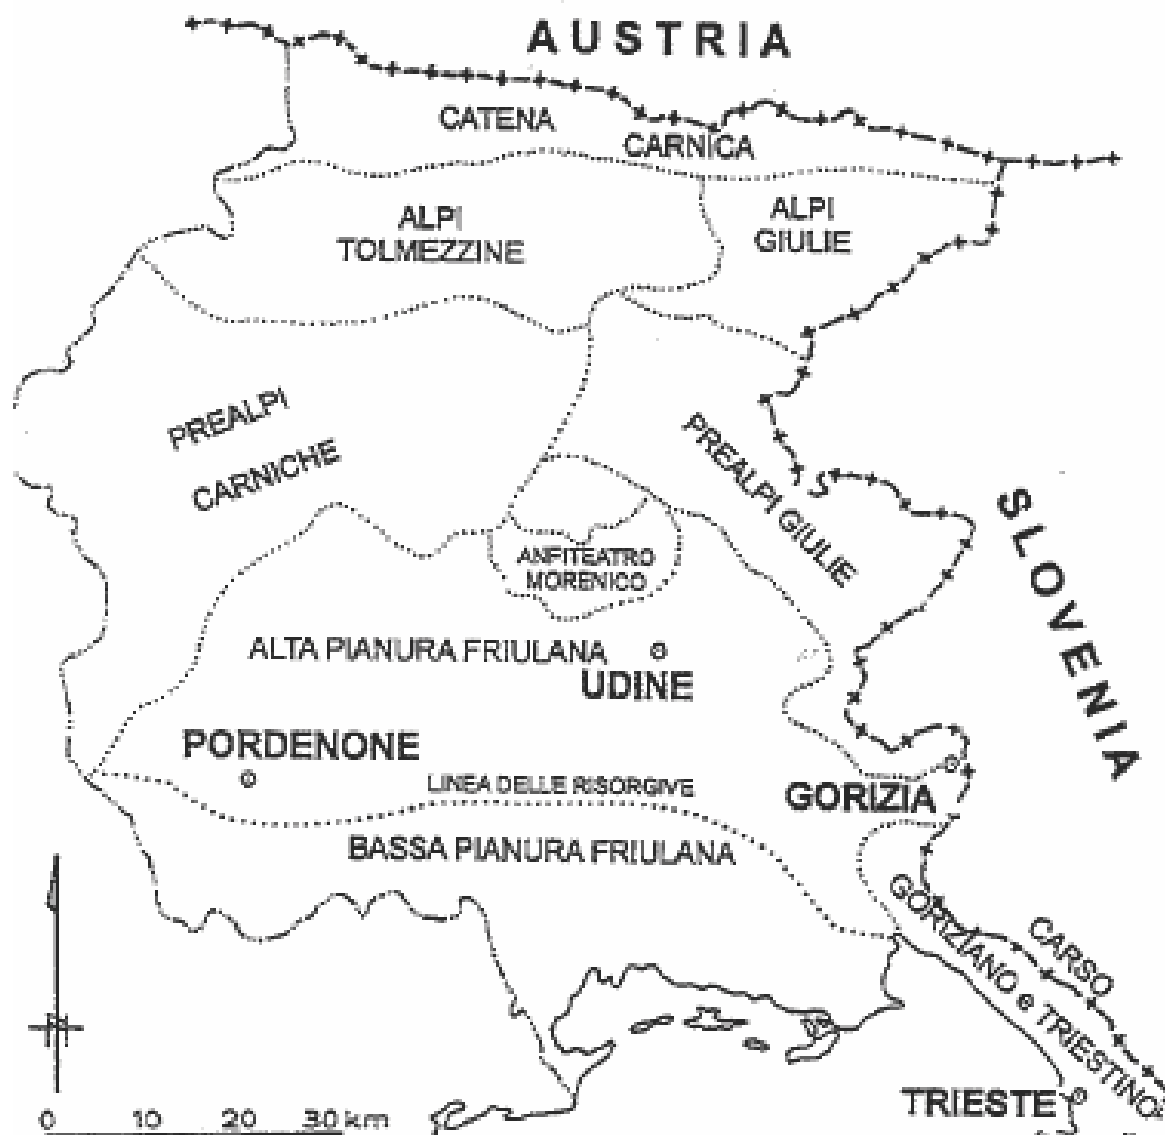 AUSTRIA
CATENA
CARNICA
ALPI
TOLMEZZINE
ALPI
GIULIE
PREALPI
CARNICHE
PREALPI GIULIE
SLOVENIA
ANFITEATRO
MORENICO
ALTA PIANURA FRIULANA
UDINE
PORDENONE
LINEA DELLE RISORGIVE
GORIZIA
BASSA PIANURA FRIULANA
CARSO
GORIZIANO e TRIESTINO
TRIESTE
0 10 20 30 km